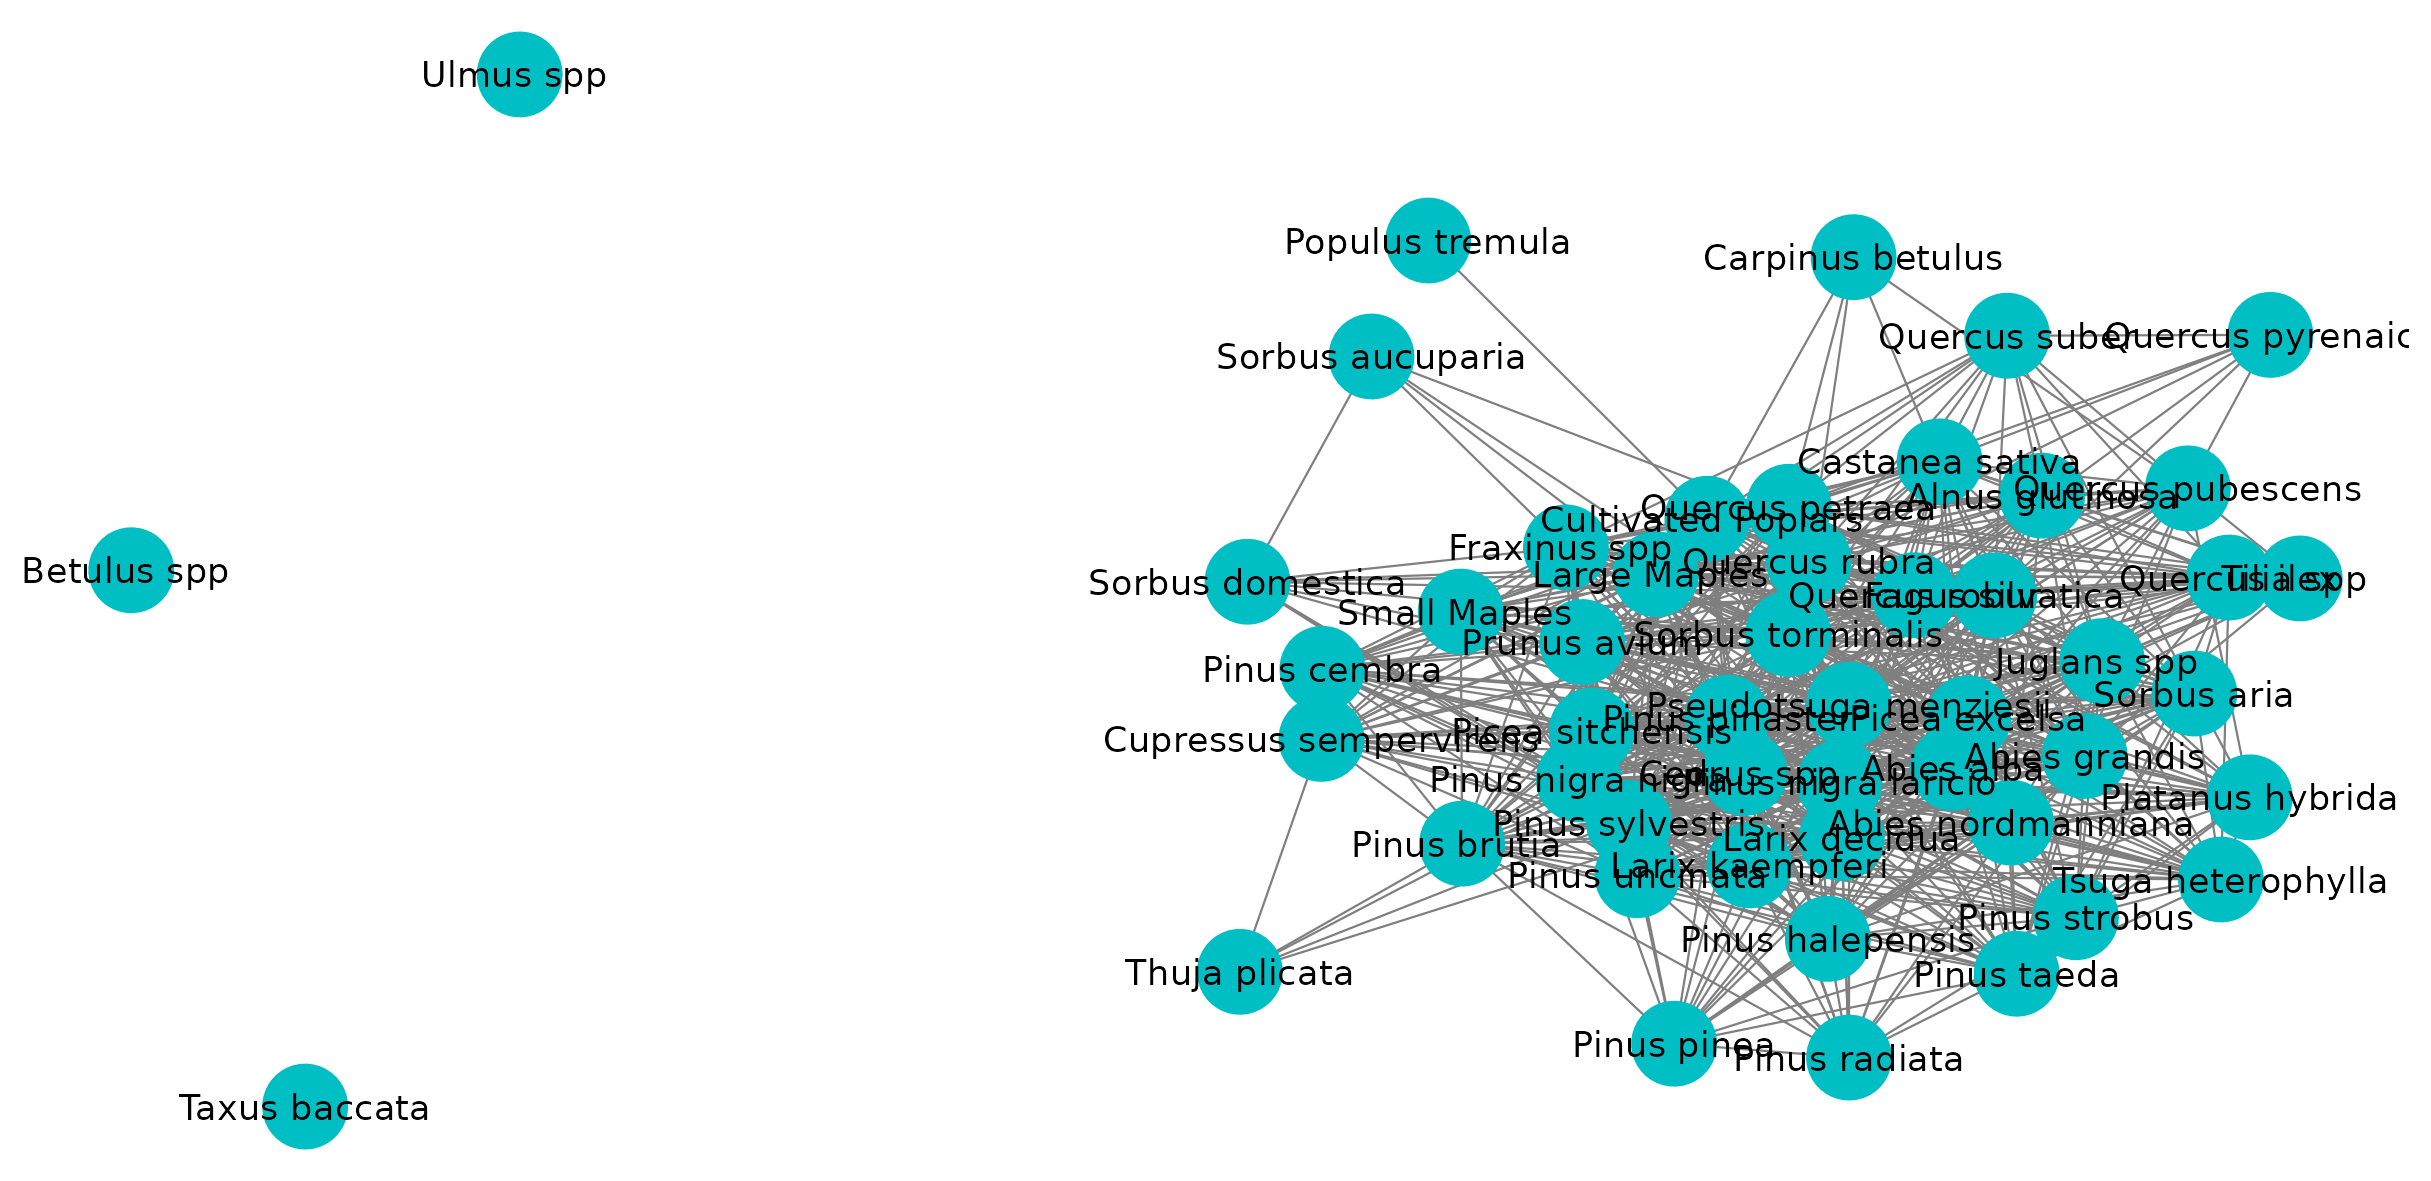 Ulmus spp
Populus tremula
Carpinus betulus
Quercus suber
Quercus pyrenaic
Sorbus aucuparia
Castanea sativa
Alnus glutinosa
Quercus pubescens
Quercus petraea
Cultivated Poplars
Fraxinus spp
Quercus rubra
Large Maples
Betulus spp
Sorbus domestica
Quercus robur
Fagus silvatica
Quercus ilex
Tilia spp
Small Maples
Prunus avium
Sorbus torminalis
Juglans spp
Pinus cembra
Sorbus aria
Pseudotsuga menziesii
Pinus pinaster
Picea excelsa
Cupressus sempervirens
Picea sitchensis
Abies grandis
Pinus nigra nigra
Cedrus spp
Abies alba
Pinus nigra laricio
Platanus hybrida
Pinus sylvestris
Abies nordmanniana
Pinus brutia
Larix decidua
Larix kaempferi
Pinus uncinata
Tsuga heterophylla
Pinus strobus
Pinus halepensis
Thuja plicata
Pinus taeda
Pinus pinea
Pinus radiata
Taxus baccata